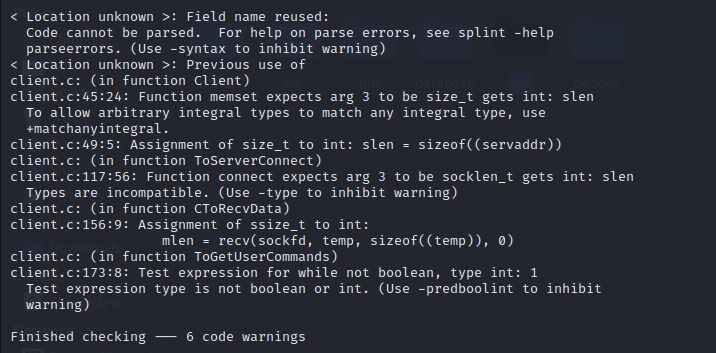 < Location unknown >: Field name reused:
  Code cannot be parsed.  For help on parse errors, see splint -help
  parseerrors. (Use -syntax to inhibit warning)
< Location unknown >: Previous use of
client.c: (in function Client)
client.c:45:24: Function memset expects arg 3 to be size_t gets int: slen
  To allow arbitrary integral types to match any integral type, use
  +matchanyintegral.
client.c:49:5: Assignment of size_t to int: slen = sizeof((servaddr))
client.c: (in function ToServerConnect)
client.c:117:56: Function connect expects arg 3 to be socklen_t gets int: slen
  Types are incompatible. (Use -type to inhibit warning)
client.c: (in function CToRecvData)
client.c:156:9: Assignment of ssize_t to int:
                   mlen = recv(sockfd, temp, sizeof((temp)), 0)
client.c: (in function ToGetUserCommands)
client.c:173:8: Test expression for while not boolean, type int: 1
  Test expression type is not boolean or int. (Use -predboolint to inhibit
  warning)
Finished checking --- 6 code warnings